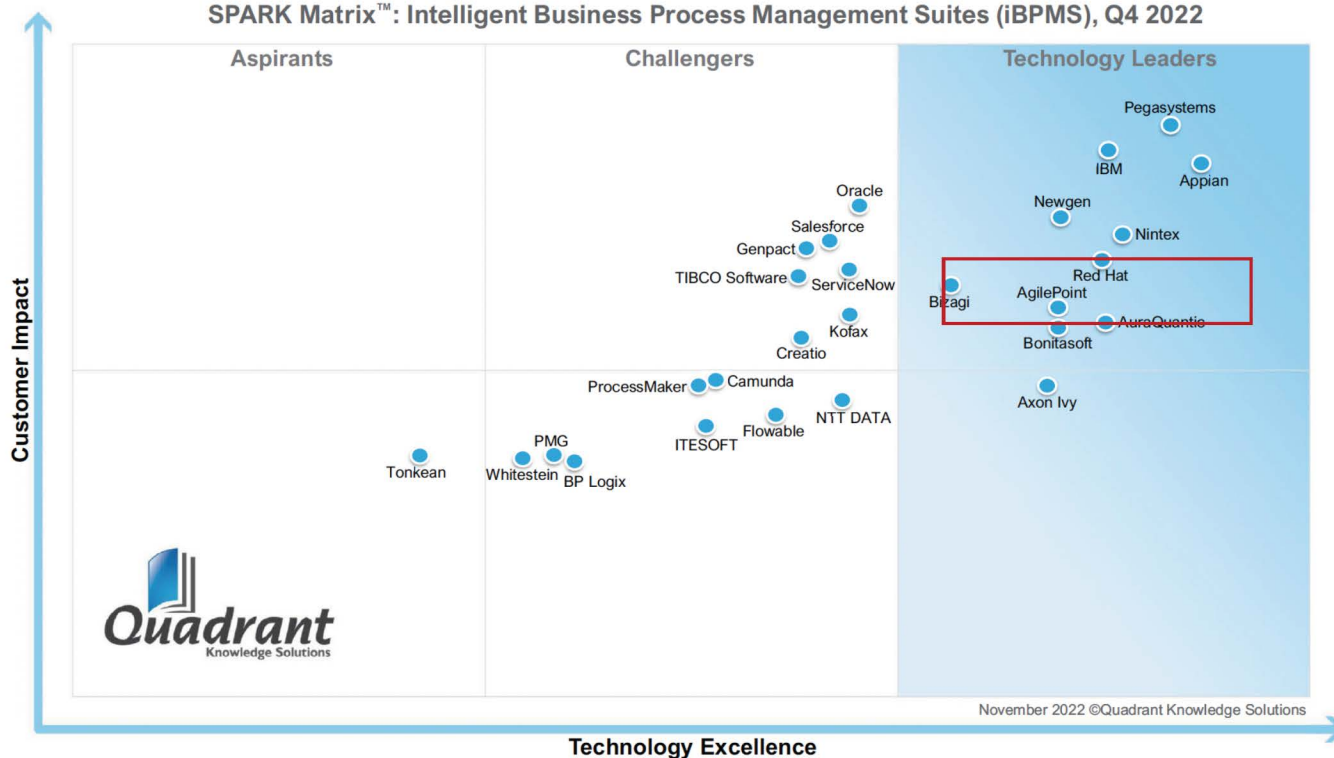 SPARK Matrix™: Intelligent Business Process Management Suites (iBPMS), Q4 2022
Aspirants
Challengers
Technology Leaders
Pegasystems
IBM
Appian
Oracle
Newgen
Salesforce
Nintex
Genpact
Red Hat
TIBCO Software
ServiceNow
AgilePoint
Bizagi
Kofax
AuraQuantic
Bonitasoft
Creatio
ProcessMaker
Camunda
Axon Ivy
NTT DATA
Flowable
ITESOFT
PMG
Tonkean
Whitestein
BP Logix
Customer Impact
Quadrant
Knowledge Solutions
November 2022 ©Quadrant Knowledge Solutions
Technology Excellence